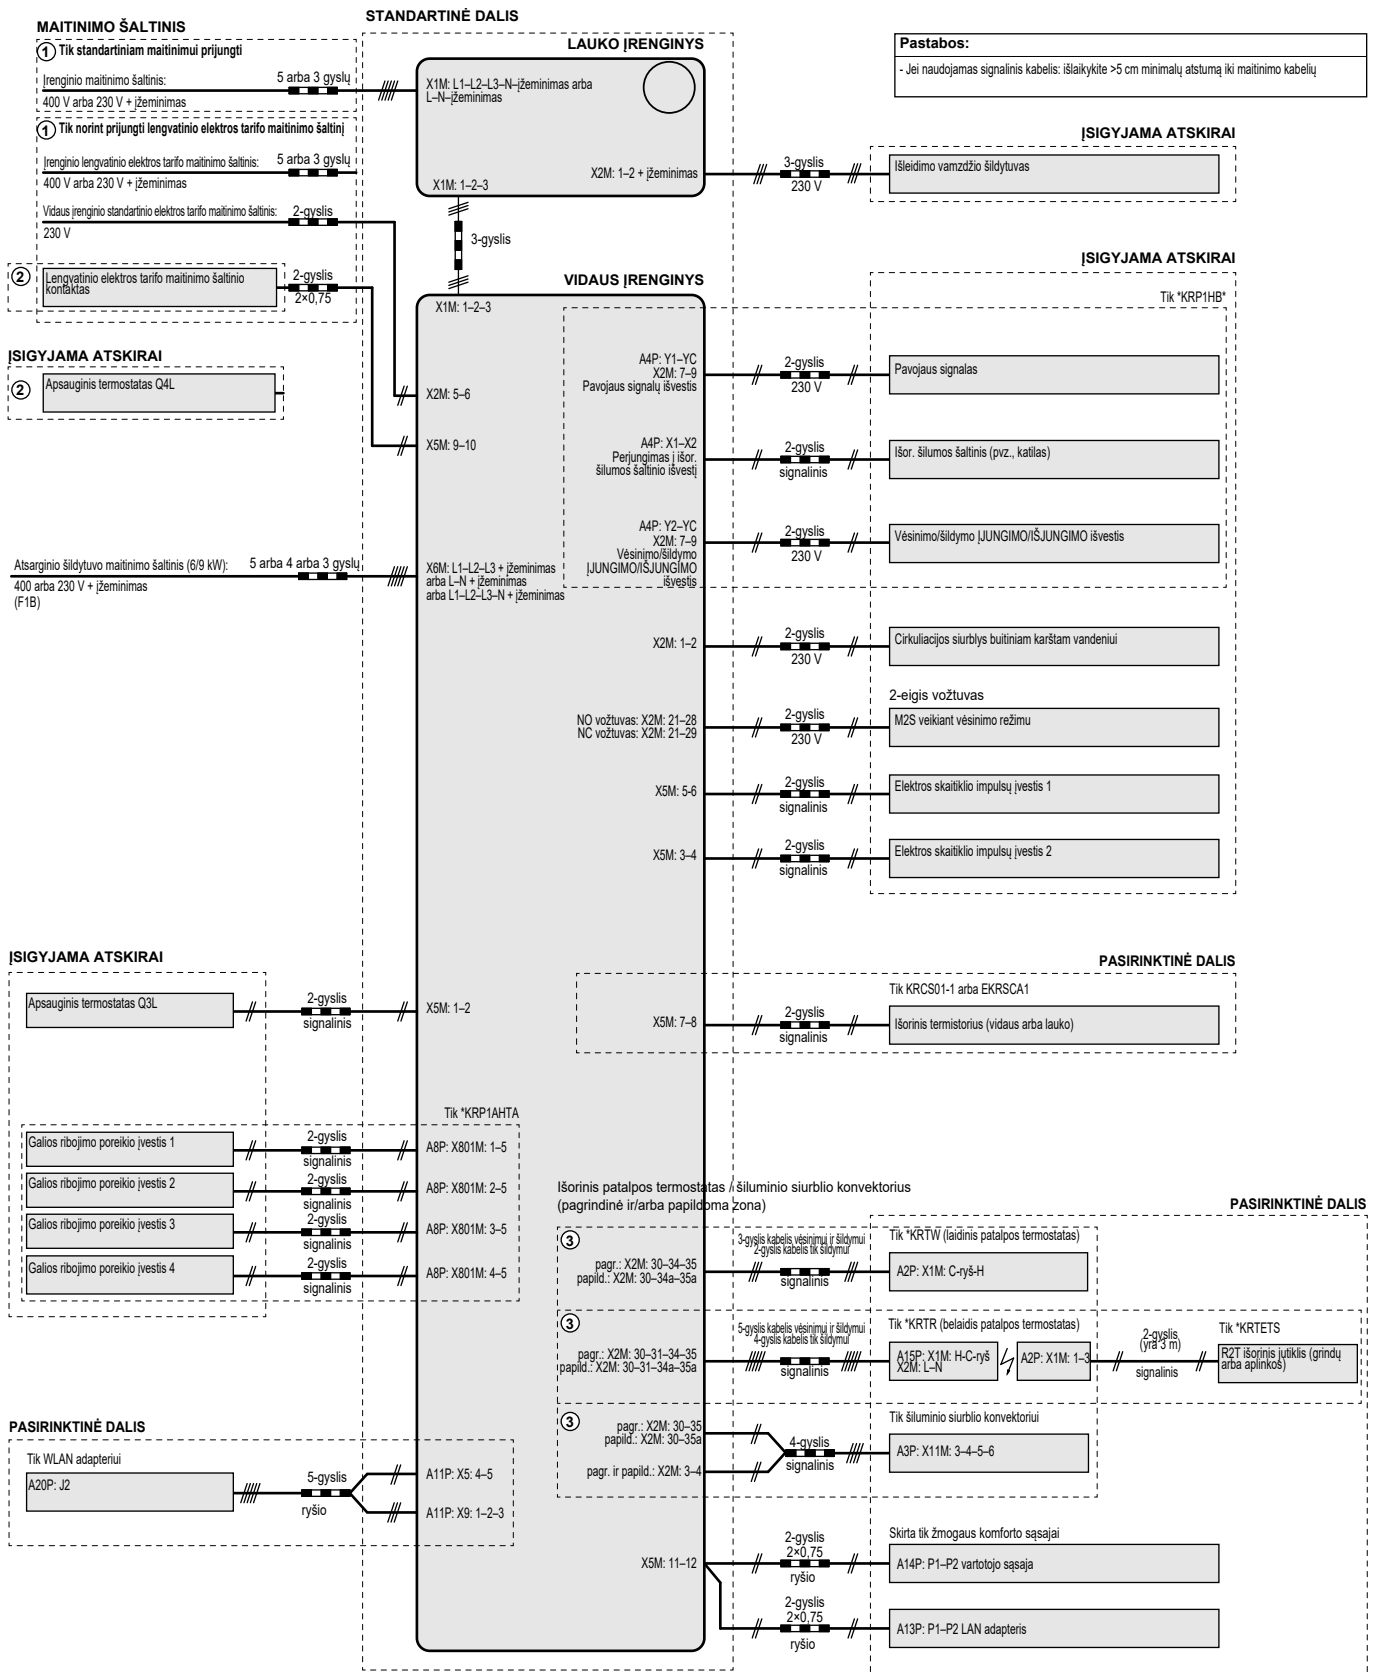 STANDARTINĖ DALIS
MAITINIMO ŠALTINIS
① Tik standartiniam maitinimui prijungti
Įrenginio maitinimo šaltinis:
5 arba 3 gyslų
400 V arba 230 V + įžeminimas
① Tik norint prijungti lengvatinio elektros tarifo maitinimo šaltinį
Įrenginio lengvatinio elektros tarifo maitinimo šaltinis:
5 arba 3 gyslų
400 V arba 230 V + įžeminimas
Vidaus įrenginio standartinio elektros tarifo maitinimo šaltinis:
2-gyslis
230 V
②
Lengvatinio elektros tarifo maitinimo šaltinio
kontaktas
2-gyslis
2×0,75
ĮSIGYJAMA ATSKIRAI
②
Apsauginis termostatas Q4L
LAUKO ĮRENGINYS
X1M: L1–L2–L3–N–įžeminimas arba
L–N–įžeminimas
X2M: 1–2 + įžeminimas
X1M: 1–2–3
3-gyslis
Pastabos:
- Jei naudojamas signalinis kabelis: išlaikykite >5 cm minimalų atstumą iki maitinimo kabelių
ĮSIGYJAMA ATSKIRAI
3-gyslis
230 V
Išleidimo vamzdžio šildytuvas
VIDAUS ĮRENGINYS
X1M: 1–2–3
X2M: 5–6
X5M: 9–10
ĮSIGYJAMA ATSKIRAI
Tik *KRP1HB*
A4P: Y1–YC
X2M: 7–9
Pavojaus signalų išvestis
2-gyslis
230 V
Pavojaus signalas
A4P: X1–X2
Perjungimas į išor.
šilumos šaltinio išvestį
2-gyslis
signalinis
Išor. šilumos šaltinis (pvz., katilas)
A4P: Y2–YC
X2M: 7–9
Vėsinimo/šildymo
ĮJUNGIMO/IŠJUNGIMO
išvestis
2-gyslis
230 V
Vėsinimo/šildymo ĮJUNGIMO/IŠJUNGIMO išvestis
Atsarginio šildytuvo maitinimo šaltinis (6/9 kW):
5 arba 4 arba 3 gyslų
400 arba 230 V + įžeminimas
(F1B)
X6M: L1–L2–L3 + įžeminimas
arba L–N + įžeminimas
arba L1–L2–L3–N + įžeminimas
X2M: 1–2
2-gyslis
230 V
Cirkuliacijos siurblys buitiniam karštam vandeniui
2-eigis vožtuvas
NO vožtuvas: X2M: 21–28
NC vožtuvas: X2M: 21–29
2-gyslis
230 V
M2S veikiant vėsinimo režimu
X5M: 5-6
2-gyslis
signalinis
Elektros skaitiklio impulsų įvestis 1
X5M: 3–4
2-gyslis
signalinis
Elektros skaitiklio impulsų įvestis 2
ĮSIGYJAMA ATSKIRAI
Apsauginis termostatas Q3L
2-gyslis
signalinis
X5M: 1–2
PASIRINKTINĖ DALIS
Tik KRCS01-1 arba EKRSCA1
X5M: 7–8
2-gyslis
signalinis
Išorinis termistorius (vidaus arba lauko)
Tik *KRP1AHTA
Galios ribojimo poreikio įvestis 1
2-gyslis
signalinis
A8P: X801M: 1–5
Galios ribojimo poreikio įvestis 2
2-gyslis
signalinis
A8P: X801M: 2–5
Galios ribojimo poreikio įvestis 3
2-gyslis
signalinis
A8P: X801M: 3–5
Galios ribojimo poreikio įvestis 4
2-gyslis
signalinis
A8P: X801M: 4–5
Išorinis patalpos termostatas / šiluminio siurblio konvektorius
(pagrindinė ir/arba papildoma zona)
PASIRINKTINĖ DALIS
③
pagr.: X2M: 30–34–35
papild.: X2M: 30–34a–35a
3-gyslis kabelis vėsinimui ir šildymui
2-gyslis kabelis tik šildymui
signalinis
Tik *KRTW (laidinis patalpos termostatas)
A2P: X1M: C-ryš-H
③
pagr.: X2M: 30–31–34–35
papild.: X2M: 30–31–34a–35a
5-gyslis kabelis vėsinimui ir šildymui
4-gyslis kabelis tik šildymui
signalinis
Tik *KRTR (belaidis patalpos termostatas)
A15P: X1M: H-C-ryš
X2M: L–N
A2P: X1M: 1–3
2-gyslis
(yra 3 m)
signalinis
Tik *KRTETS
R2T išorinis jutiklis (grindų
arba aplinkos)
③
pagr.: X2M: 30–35
papild.: X2M: 30–35a
pagr. ir papild.: X2M: 3–4
4-gyslis
signalinis
Tik šiluminio siurblio konvektoriui
A3P: X11M: 3–4–5–6
PASIRINKTINĖ DALIS
Tik WLAN adapteriui
A20P: J2
5-gyslis
ryšio
A11P: X5: 4–5
A11P: X9: 1–2–3
X5M: 11–12
2-gyslis
2×0,75
ryšio
Skirta tik žmogaus komforto sąsajai
A14P: P1–P2 vartotojo sąsaja
2-gyslis
2×0,75
ryšio
A13P: P1–P2 LAN adapteris